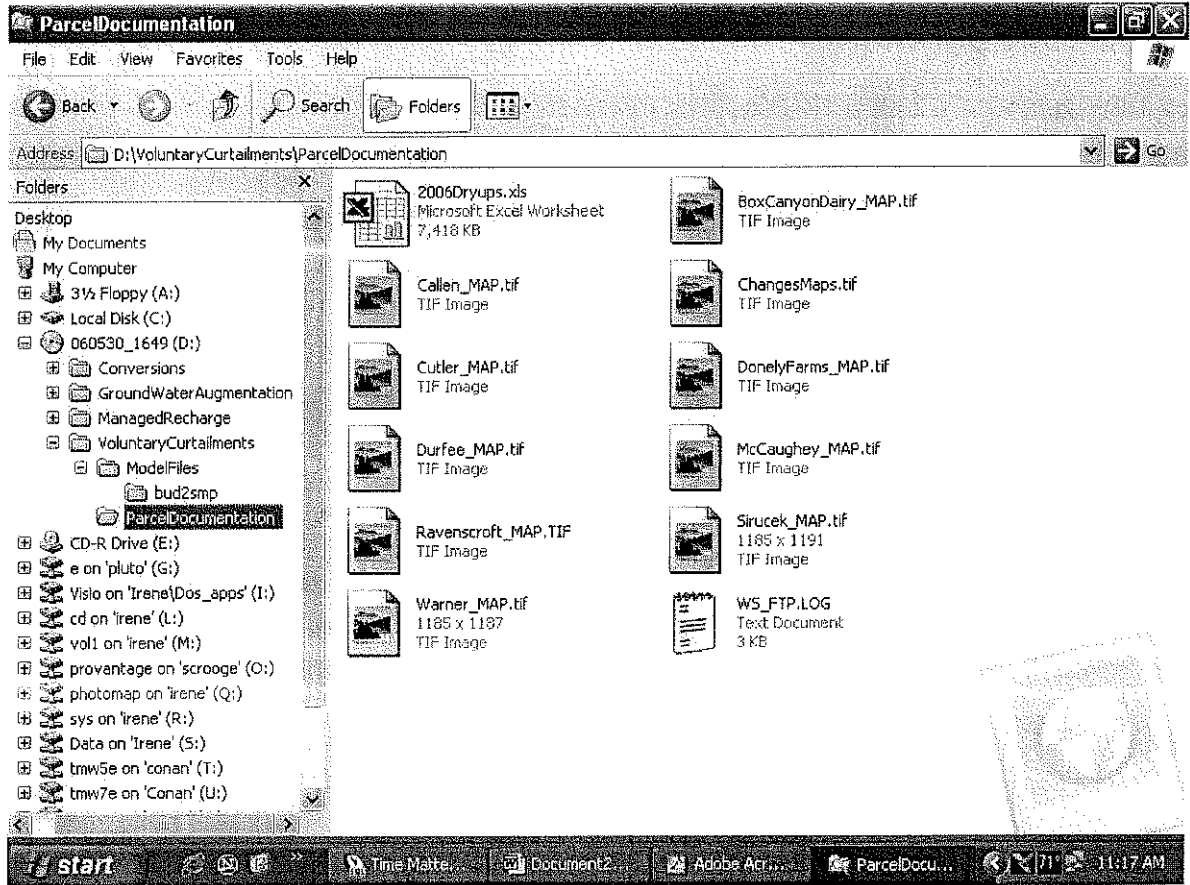 ParcelDocumentation
File Edit View Favorites Tools Help
Back Search Folders
Address D:\VoluntaryCurtailments\ParcelDocumentation Go
Folders
Desktop
My Documents
My Computer
3½ Floppy (A:)
Local Disk (C:)
060530_1649 (D:)
Conversions
GroundWaterAugmentation
ManagedRecharge
VoluntaryCurtailments
ModelFiles
bud2smp
ParcelDocumentation
CD-R Drive (E:)
e on 'pluto' (G:)
Visio on 'Irene\Dos_apps' (I:)
cd on 'irene' (L:)
vol1 on 'irene' (M:)
provantage on 'scrooge' (O:)
photomap on 'irene' (Q:)
sys on 'irene' (R:)
Data on 'Irene' (S:)
tmw5e on 'conan' (T:)
tmw7e on 'Conan' (U:)
2006Dryups.xls
Microsoft Excel Worksheet
7,418 KB
BoxCanyonDairy_MAP.tif
TIF Image
Callen_MAP.tif
TIF Image
ChangesMaps.tif
TIF Image
Cutler_MAP.tif
TIF Image
DonelyFarms_MAP.tif
TIF Image
Durfee_MAP.tif
TIF Image
McCaughey_MAP.tif
TIF Image
Ravenscroft_MAP.TIF
TIF Image
Sirucek_MAP.tif
1185 x 1191
TIF Image
Warner_MAP.tif
1185 x 1187
TIF Image
WS_FTP.LOG
Text Document
3 KB
start Time Matte... Document2... Adobe Acr... ParcelDocu... 71° 11:17 AM